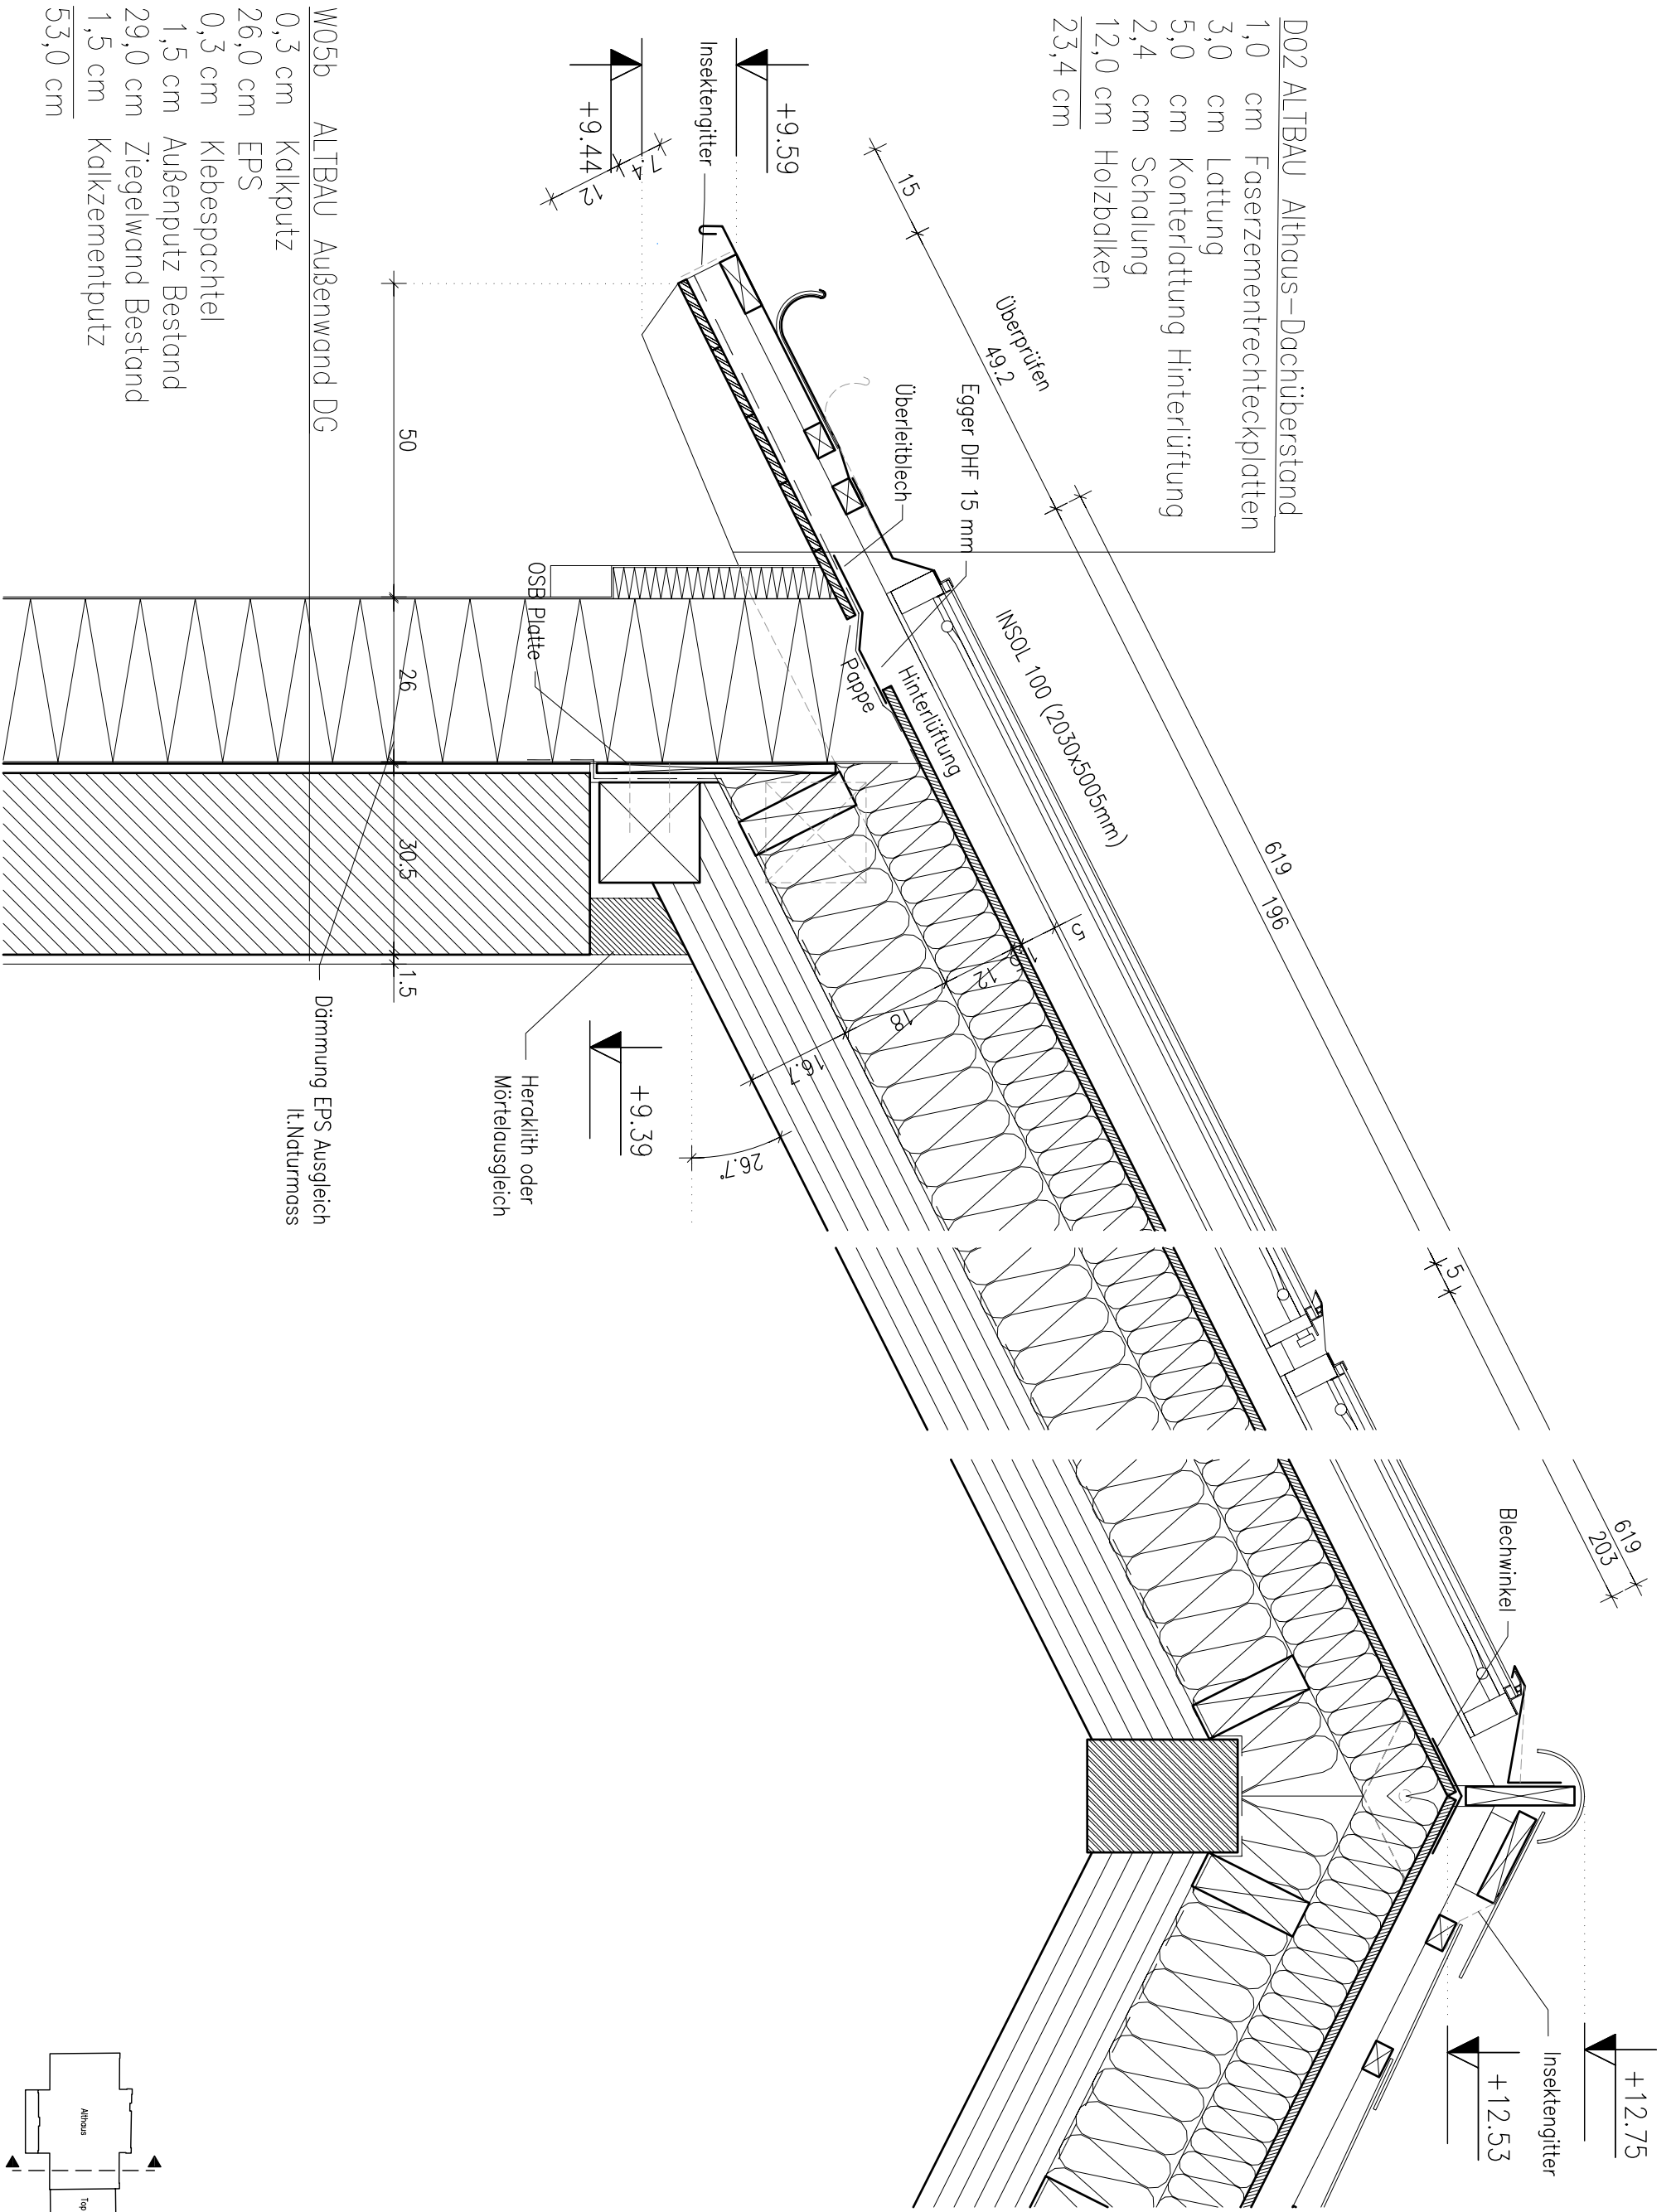 D02 ALTBAU Althaus-Dachüberstand
1,0 cm Faserzementrechteckplatten
3,0 cm Lattung
5,0 cm Konterlattung Hinterlüftung
2,4 cm Schalung
12,0 cm Holzbalken
23,4 cm
+9.59
+9.44
Insektengitter
7.4
12
15
Überprüfen
49.2
Egger DHF 15 mm
Überleitblech
INSOL 100 (2030x5005mm)
Hinterlüftung
Pappe
OSB Platte
619
196
5
619
203
5
12
18
16.7
26.7°
50
26
30.5
1.5
+9.39
Heraklith oder
Mörtelausgleich
Dämmung EPS Ausgleich
lt.Naturmass
Blechwinkel
Insektengitter
+12.75
+12.53
W05b ALTBAU Außenwand DG
0,3 cm Kalkputz
26,0 cm EPS
0,3 cm Klebespachtel
1,5 cm Außenputz Bestand
29,0 cm Ziegelwand Bestand
1,5 cm Kalkzementputz
53,0 cm
Althaus
Top